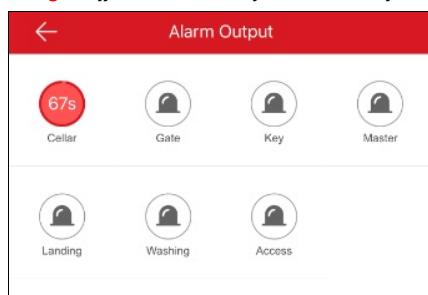 Alarm Output
67s
Cellar Gate Key Master
Landing Washing Access